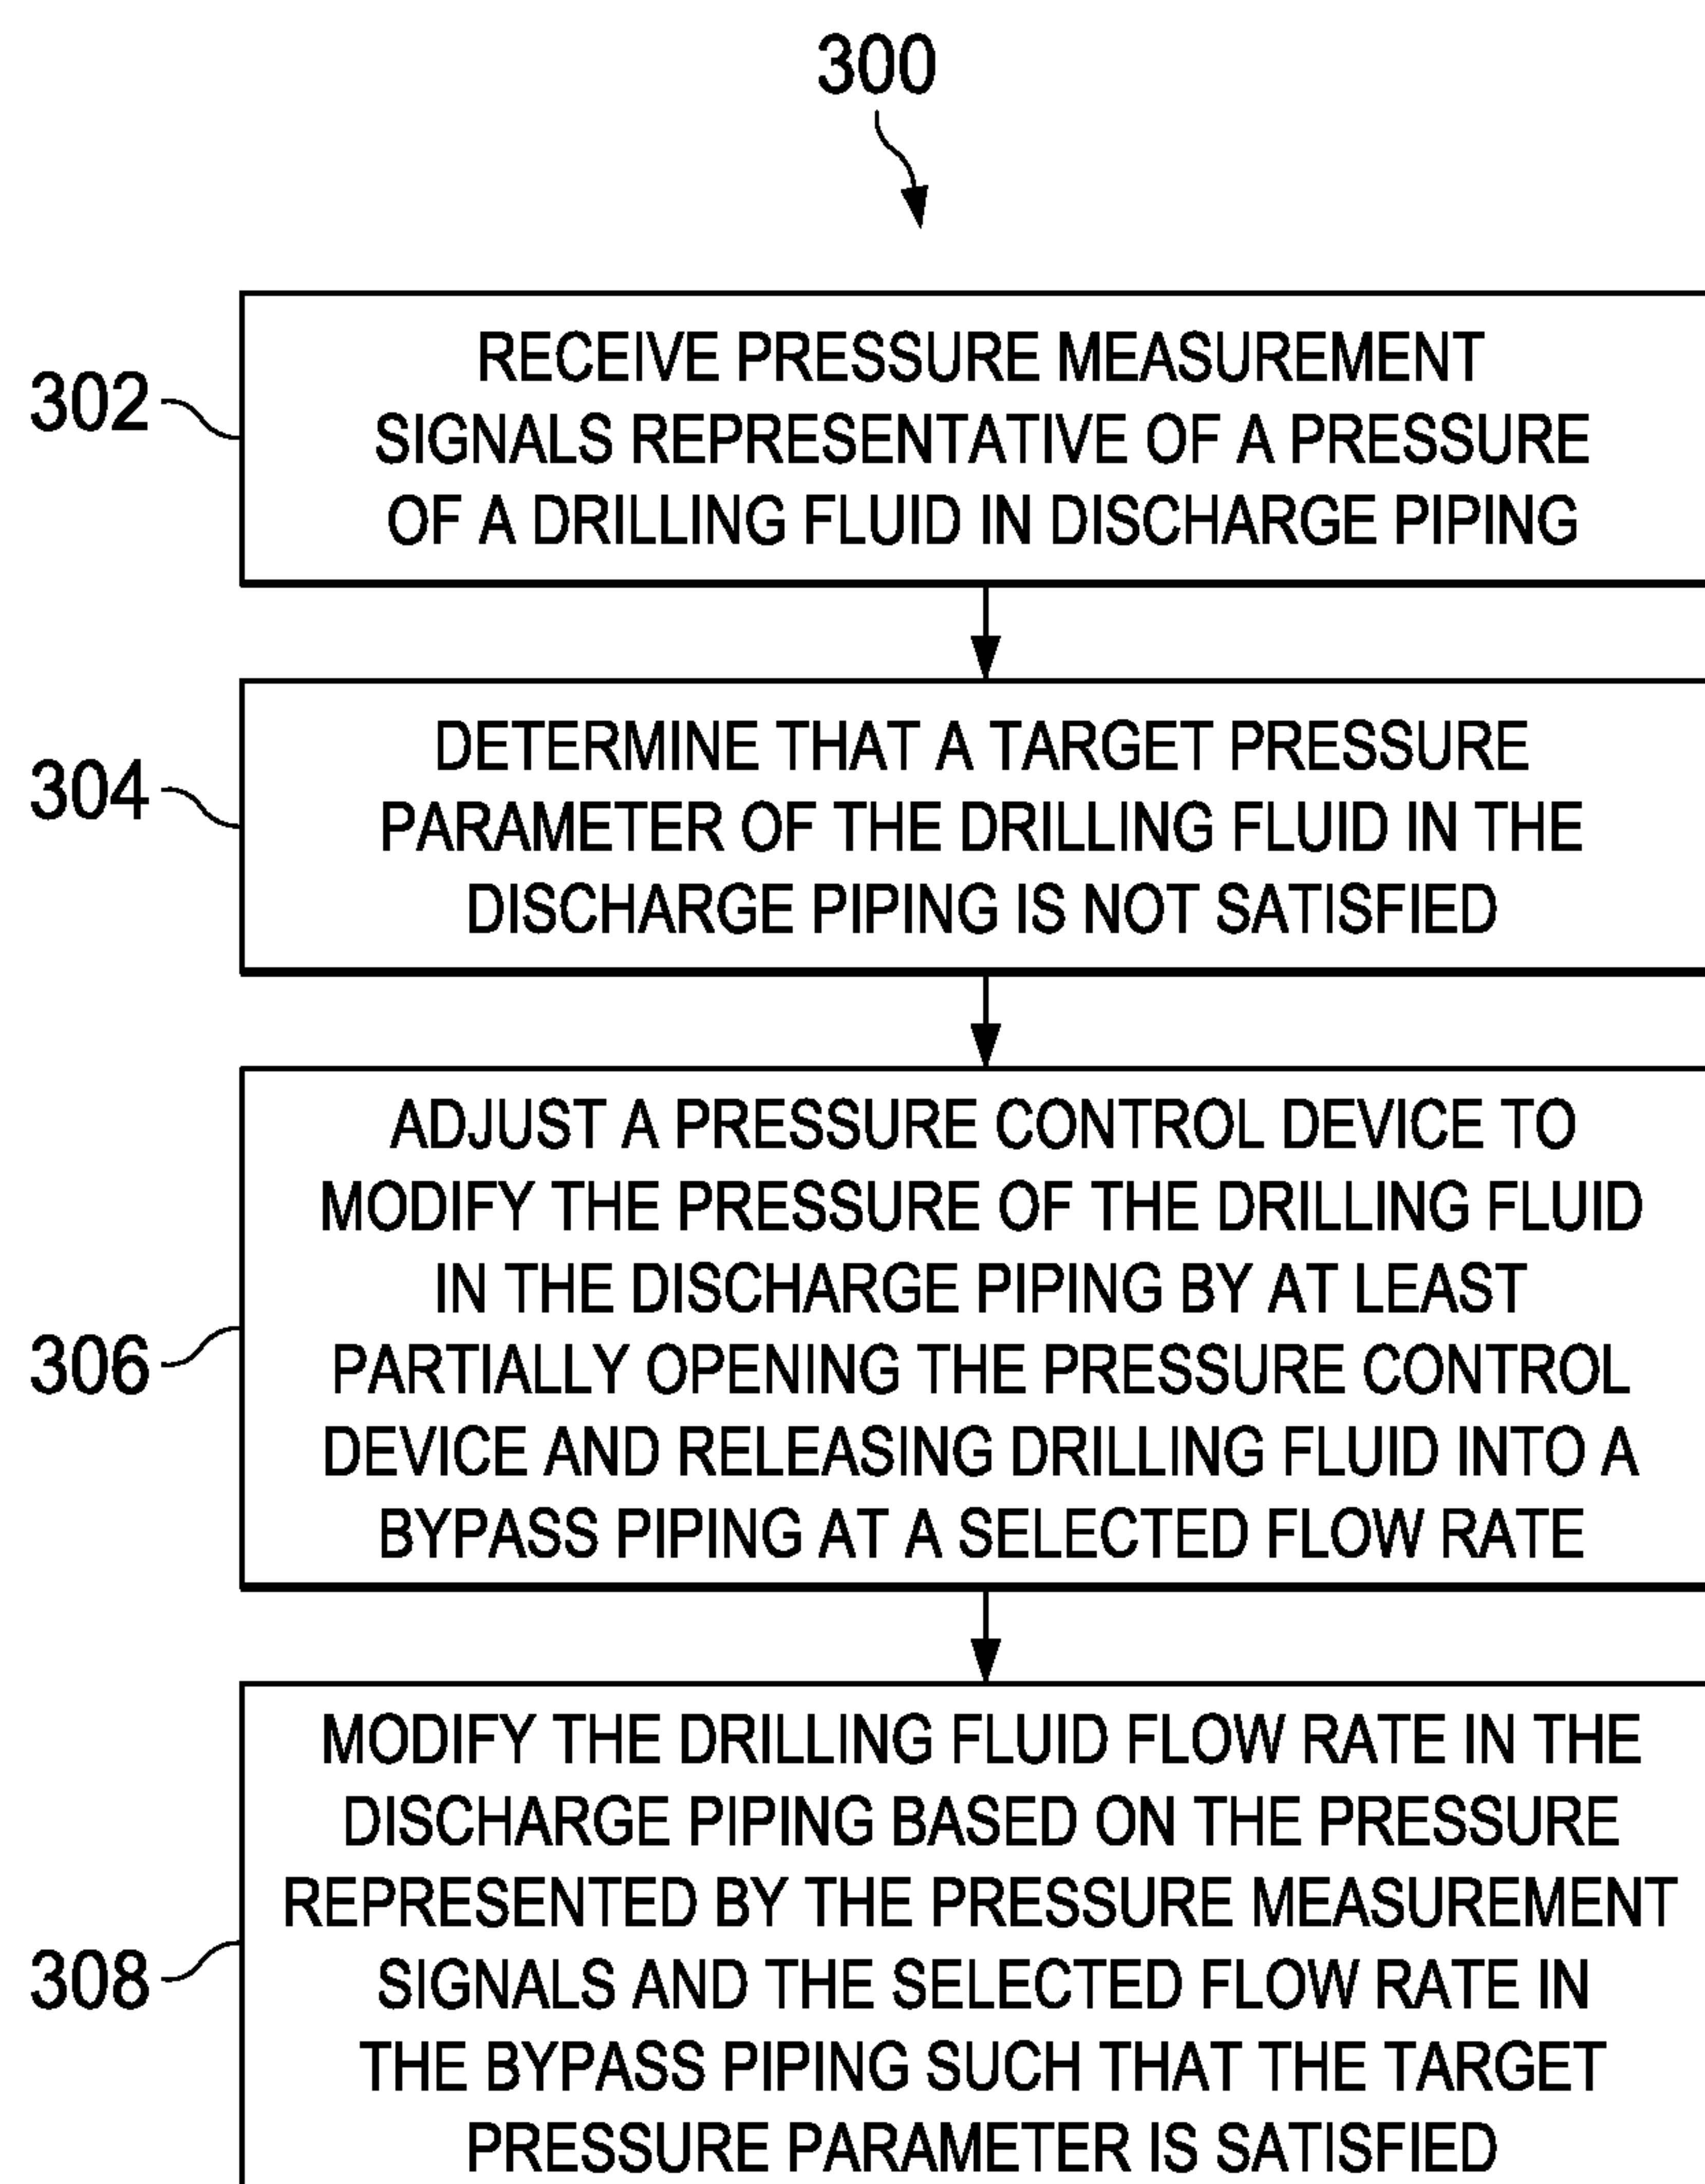 300
302
RECEIVE PRESSURE MEASUREMENT
SIGNALS REPRESENTATIVE OF A PRESSURE
OF A DRILLING FLUID IN DISCHARGE PIPING
304
DETERMINE THAT A TARGET PRESSURE
PARAMETER OF THE DRILLING FLUID IN THE
DISCHARGE PIPING IS NOT SATISFIED
306
ADJUST A PRESSURE CONTROL DEVICE TO
MODIFY THE PRESSURE OF THE DRILLING FLUID
IN THE DISCHARGE PIPING BY AT LEAST
PARTIALLY OPENING THE PRESSURE CONTROL
DEVICE AND RELEASING DRILLING FLUID INTO A
BYPASS PIPING AT A SELECTED FLOW RATE
308
MODIFY THE DRILLING FLUID FLOW RATE IN THE
DISCHARGE PIPING BASED ON THE PRESSURE
REPRESENTED BY THE PRESSURE MEASUREMENT
SIGNALS AND THE SELECTED FLOW RATE IN
THE BYPASS PIPING SUCH THAT THE TARGET
PRESSURE PARAMETER IS SATISFIED